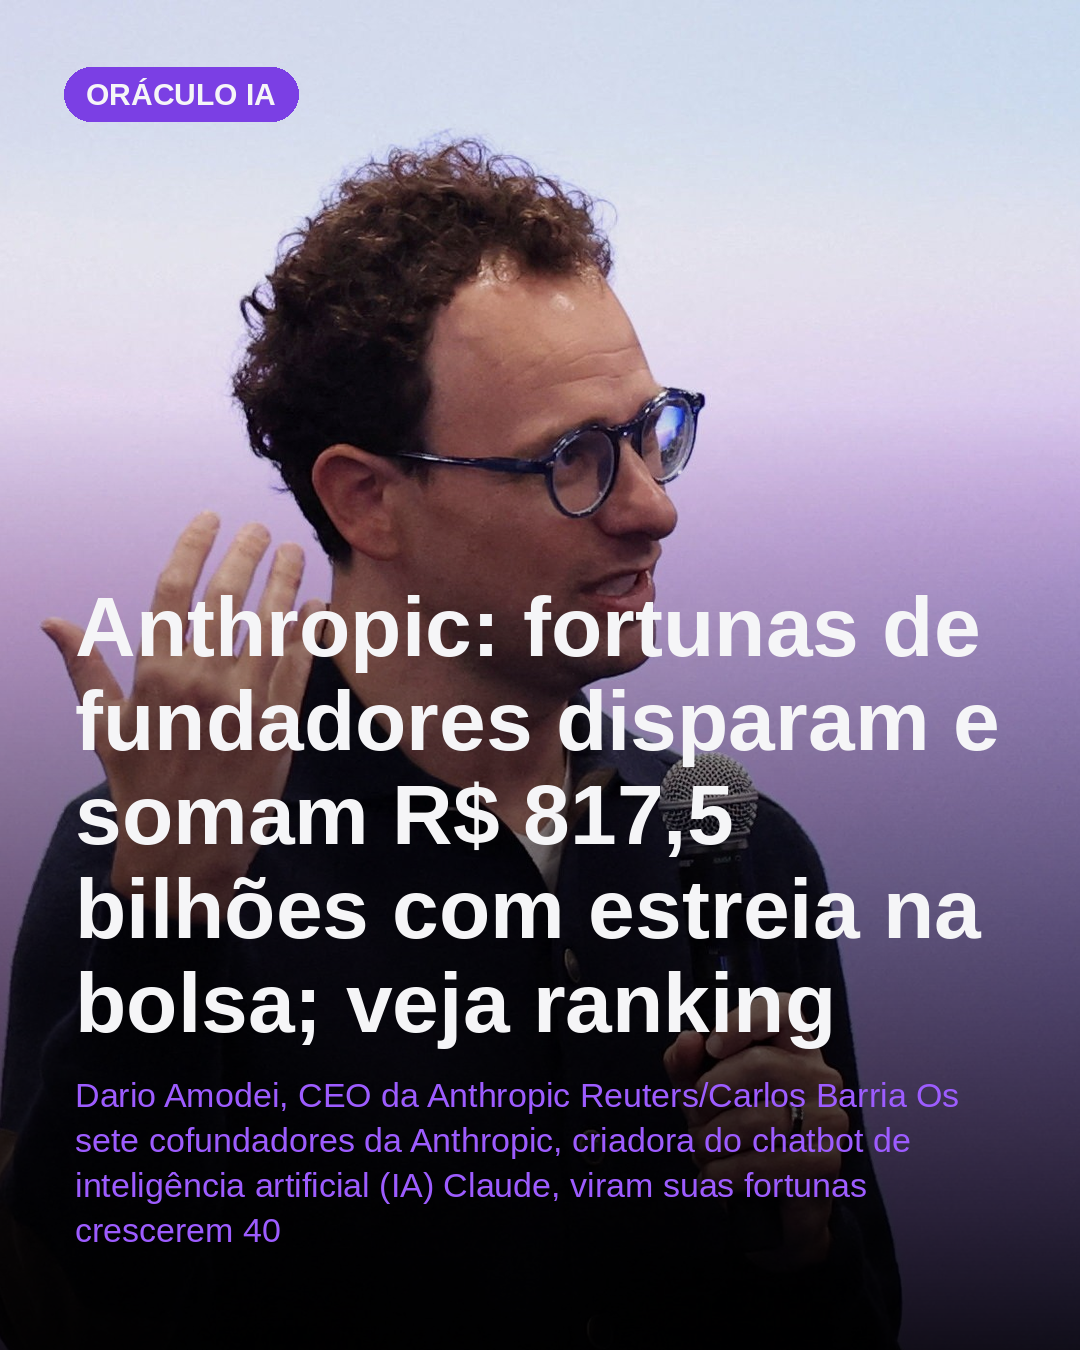 ORÁCULO IA
Anthropic: fortunas de
fundadores disparam e
somam R$ 817,5
bilhões com estreia na
bolsa; veja ranking
Dario Amodei, CEO da Anthropic Reuters/Carlos Barria Os
sete cofundadores da Anthropic, criadora do chatbot de
inteligência artificial (IA) Claude, viram suas fortunas
crescerem 40